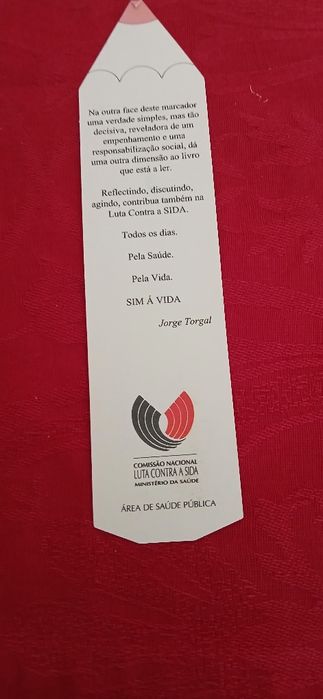 Na outra face deste marcador
uma verdade simples, mas tão
decisiva, reveladora de um
empenhamento e uma
responsabilização social, dá
uma outra dimensão ao livro
que está a ler.
Reflectindo, discutindo,
agindo, contribua também na
Luta Contra a SIDA.
Todos os dias.
Pela Saúde.
Pela Vida.
SIM Á VIDA
Jorge Torgal
COMISSÃO NACIONAL
LUTA CONTRA A SIDA
MINISTÉRIO DA SAÚDE
ÁREA DE SAÚDE PÚBLICA